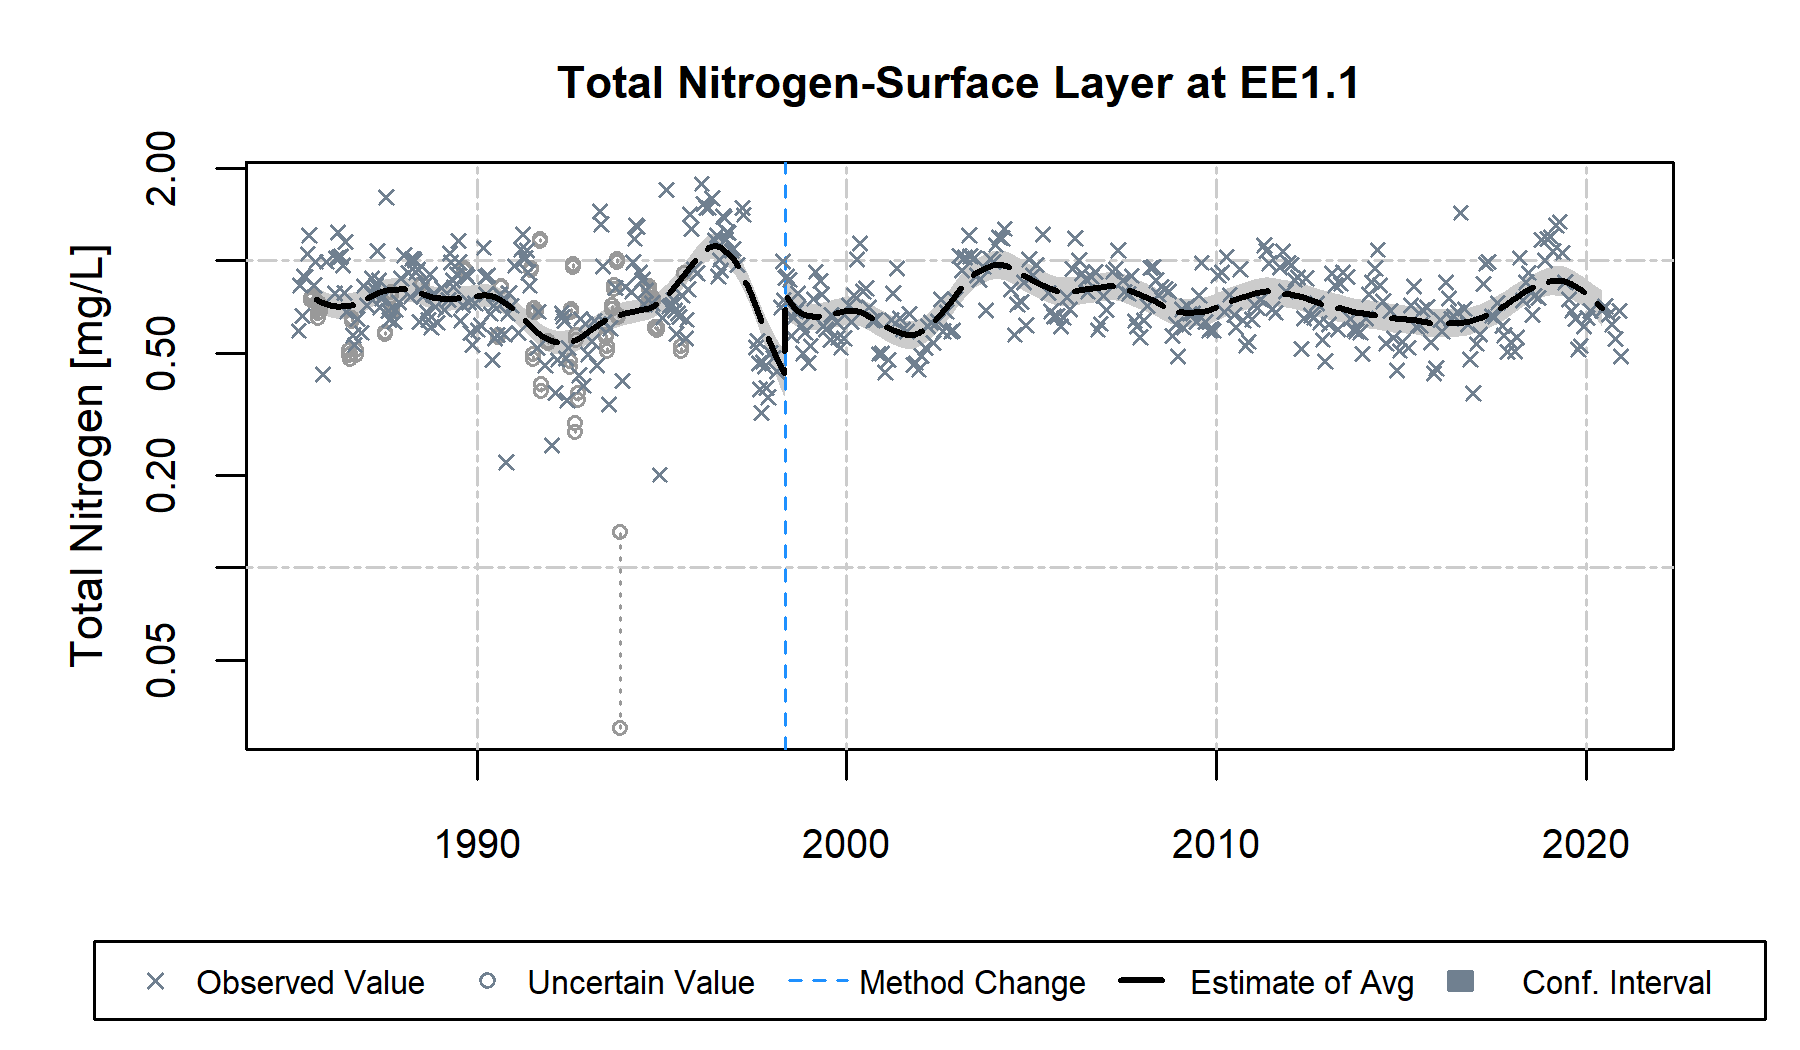 Total Nitrogen-Surface Layer at EE1.1
Total Nitrogen [mg/L]
2.00
0.50
0.20
0.05
1990 2000 2010 2020
Observed Value Uncertain Value Method Change Estimate of Avg Conf. Interval